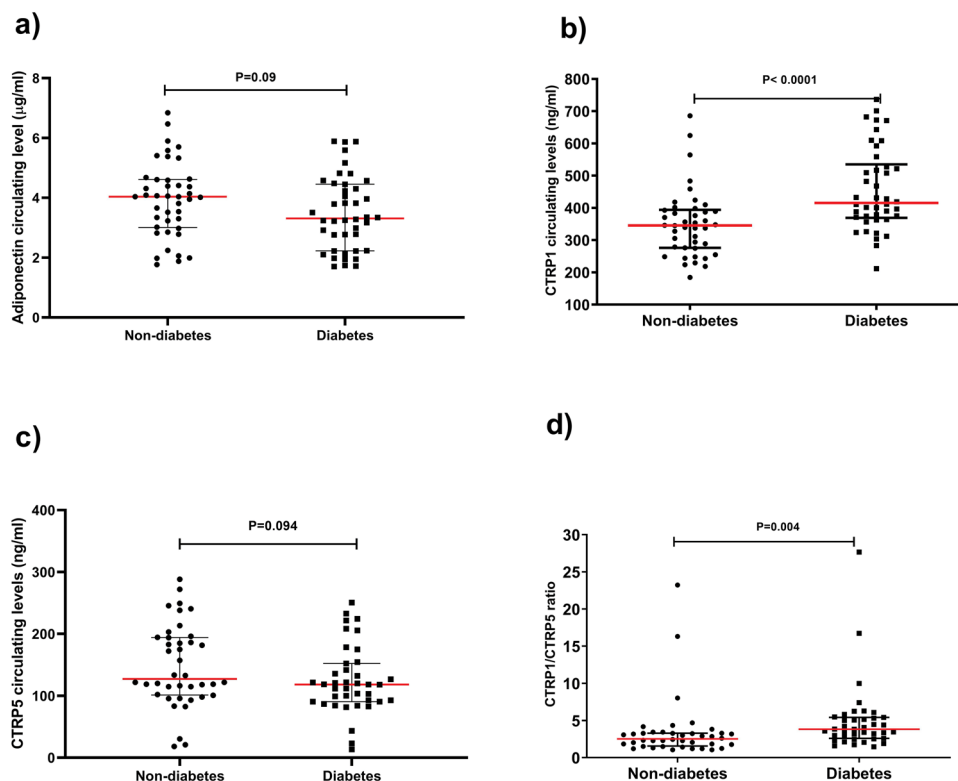 a)
P=0.09
Adiponectin circulating level (μg/ml)
8
6
4
2
0
Non-diabetes Diabetes
b)
P< 0.0001
CTRP1 circulating levels (ng/ml)
800
700
600
500
400
300
200
100
Non-diabetes Diabetes
c)
P=0.094
CTRP5 circulating levels (ng/ml)
400
300
200
100
0
Non-diabetes Diabetes
d)
P=0.004
CTRP1/CTRP5 ratio
30
25
20
15
10
5
0
Non-diabetes Diabetes